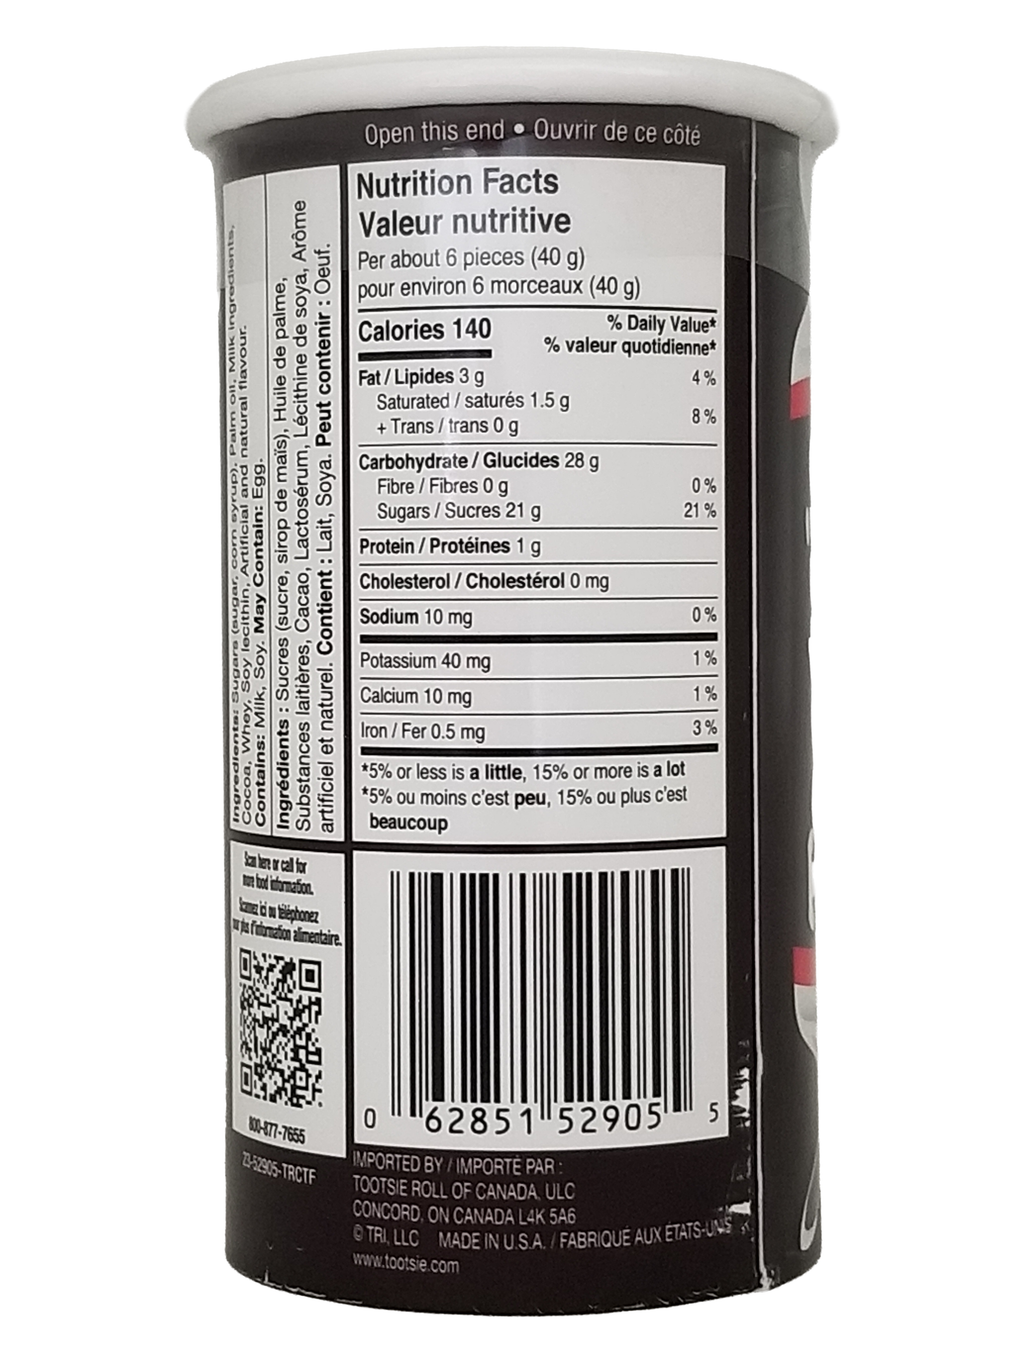 Open this end • Ouvrir de ce côté
Ingredients: Sugars (sugar, corn syrup), Palm oil, Milk ingredients,
Cocoa, Whey, Soy lecithin, Artificial and natural flavour.
Contains: Milk, Soy. May Contain: Egg.
Ingrédients : Sucres (sucre, sirop de maïs), Huile de palme,
Substances laitières, Cacao, Lactosérum, Lécithine de soya, Arôme
artificiel et naturel. Contient : Lait, Soya. Peut contenir : Oeuf.
Nutrition Facts
Valeur nutritive
Per about 6 pieces (40 g)
pour environ 6 morceaux (40 g)
Calories 140
% Daily Value*
% valeur quotidienne*
Fat / Lipides 3 g 4 %
Saturated / saturés 1.5 g
+ Trans / trans 0 g 8 %
Carbohydrate / Glucides 28 g
Fibre / Fibres 0 g 0 %
Sugars / Sucres 21 g 21 %
Protein / Protéines 1 g
Cholesterol / Cholestérol 0 mg
Sodium 10 mg 0 %
Potassium 40 mg 1 %
Calcium 10 mg 1 %
Iron / Fer 0.5 mg 3 %
*5% or less is a little, 15% or more is a lot
*5% ou moins c'est peu, 15% ou plus c'est
beaucoup
Scan here or call for
more food information.
Scannez ici ou téléphonez
pour plus d'information alimentaire.
800-877-7655
23-52905-TRCTF
0 62851 52905 5
IMPORTED BY / IMPORTÉ PAR :
TOOTSIE ROLL OF CANADA, ULC
CONCORD, ON CANADA L4K 5A6
© TRI, LLC MADE IN U.S.A. / FABRIQUÉ AUX ÉTATS-UNIS
www.tootsie.com